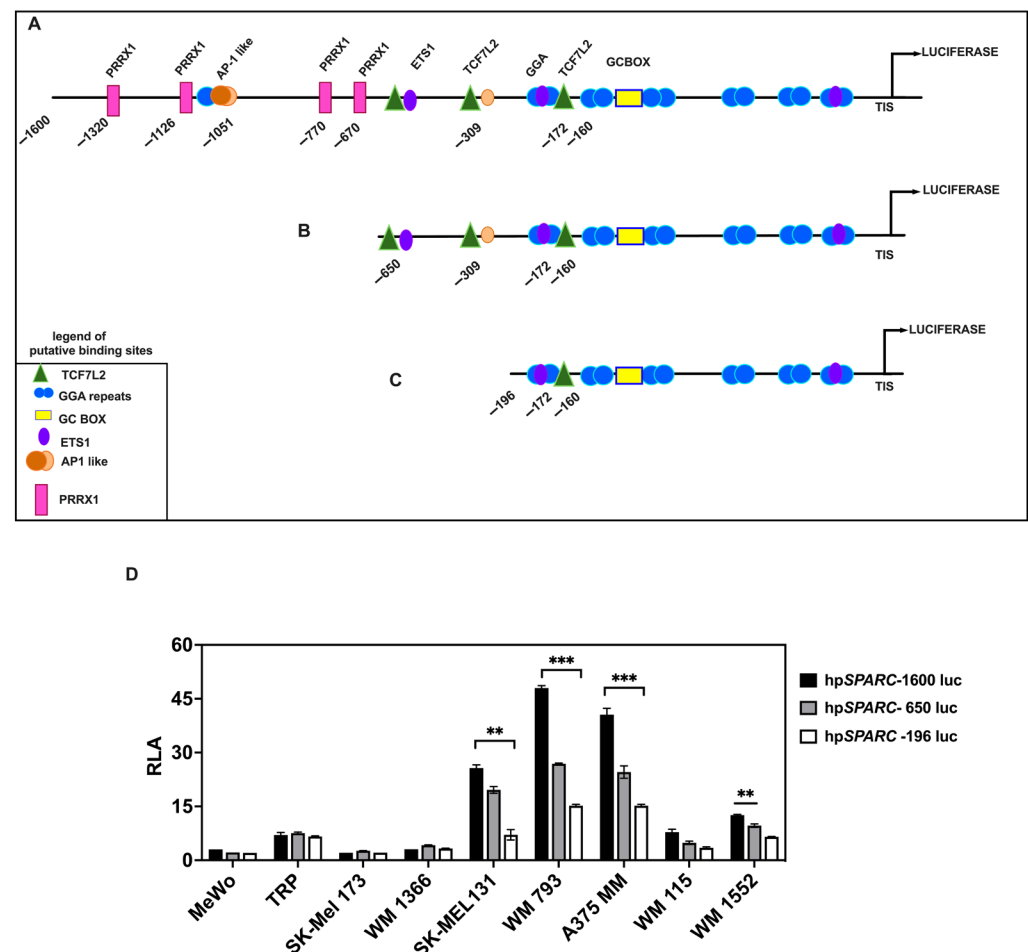 A
PRRX1 PRRX1 AP-1 like PRRX1 PRRX1 ETS1 TCF7L2 GGA TCF7L2 GCBOX
LUCIFERASE
TIS
–1600 –1320 –1126 –1051 –770 –670 –309 –172 –160
B
LUCIFERASE
TIS
–650 –309 –172 –160
C
LUCIFERASE
TIS
–196 –172 –160
legend of
putative binding sites
TCF7L2
GGA repeats
GC BOX
ETS1
AP1 like
PRRX1
D
RLA
60
45
30
15
0
** *** *** **
hpSPARC-1600 luc
hpSPARC- 650 luc
hpSPARC -196 luc
MeWo TRP SK-Mel 173 WM 1366 SK-MEL131 WM 793 A375 MM WM 115 WM 1552